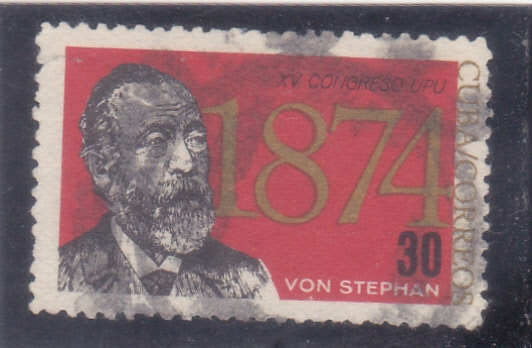 XV CONGRESO UPU
1874
30
VON STEPHAN
CUBA CORREOS